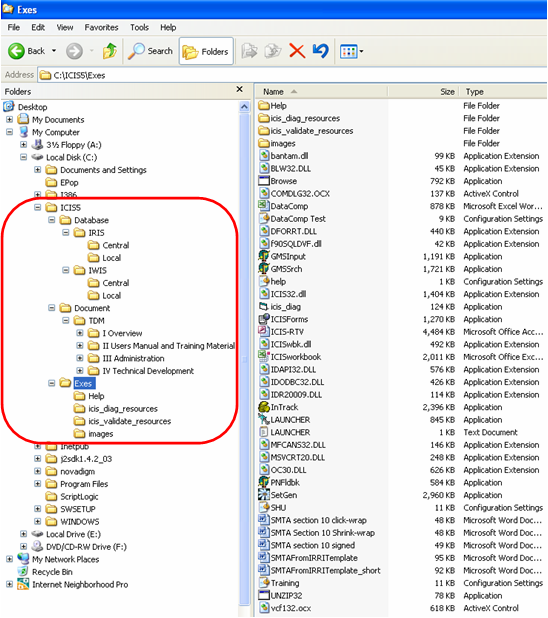 Exes
File Edit View Favorites Tools Help
Back Search Folders
Address C:\ICIS5\Exes
Folders
Desktop
My Documents
My Computer
3½ Floppy (A:)
Local Disk (C:)
Documents and Settings
EPop
I386
ICIS5
Database
IRIS
Central
Local
IWIS
Central
Local
Document
TDM
I Overview
II Users Manual and Training Material
III Administration
IV Technical Development
Exes
Help
icis_diag_resources
icis_validate_resources
images
Inetpub
j2sdk1.4.2_03
novadigm
Program Files
ScriptLogic
SWSETUP
WINDOWS
Local Drive (E:)
DVD/CD-RW Drive (F:)
My Network Places
Recycle Bin
Internet Neighborhood Pro
Name Size Type
Help File Folder
icis_diag_resources File Folder
icis_validate_resources File Folder
images File Folder
bantam.dll 99 KB Application Extension
BLW32.DLL 45 KB Application Extension
Browse 792 KB Application
COMDLG32.OCX 137 KB ActiveX Control
DataComp 878 KB Microsoft Excel Wor...
DataComp Test 9 KB Configuration Settings
DFORRT.DLL 440 KB Application Extension
f90SQLDVF.dll 42 KB Application Extension
GMSInput 1,191 KB Application
GMSSrch 1,721 KB Application
help 1 KB Configuration Settings
ICIS32.dll 1,404 KB Application Extension
icis_diag 124 KB Application
ICISForms 1,270 KB Application
ICIS-RTV 4,484 KB Microsoft Office Acc...
ICISwbk.dll 492 KB Application Extension
ICISworkbook 2,011 KB Microsoft Office Exc...
IDAPI32.DLL 576 KB Application Extension
IDODBC32.DLL 426 KB Application Extension
IDR20009.DLL 114 KB Application Extension
InTrack 2,396 KB Application
LAUNCHER 845 KB Application
LAUNCHER 1 KB Text Document
MFCANS32.DLL 146 KB Application Extension
MSVCRT20.DLL 248 KB Application Extension
OC30.DLL 626 KB Application Extension
PNFldbk 584 KB Application
SetGen 2,960 KB Application
SHU 11 KB Configuration Settings
SMTA section 10 click-wrap 48 KB Microsoft Word Doc...
SMTA Section 10 Shrink-wrap 48 KB Microsoft Word Doc...
SMTA section 10 signed 49 KB Microsoft Word Doc...
SMTAFromIRRITemplate 95 KB Microsoft Word Doc...
SMTAFromIRRITemplate_short 92 KB Microsoft Word Doc...
Training 11 KB Configuration Settings
UNZIP32 78 KB Application
vcf132.ocx 618 KB ActiveX Control